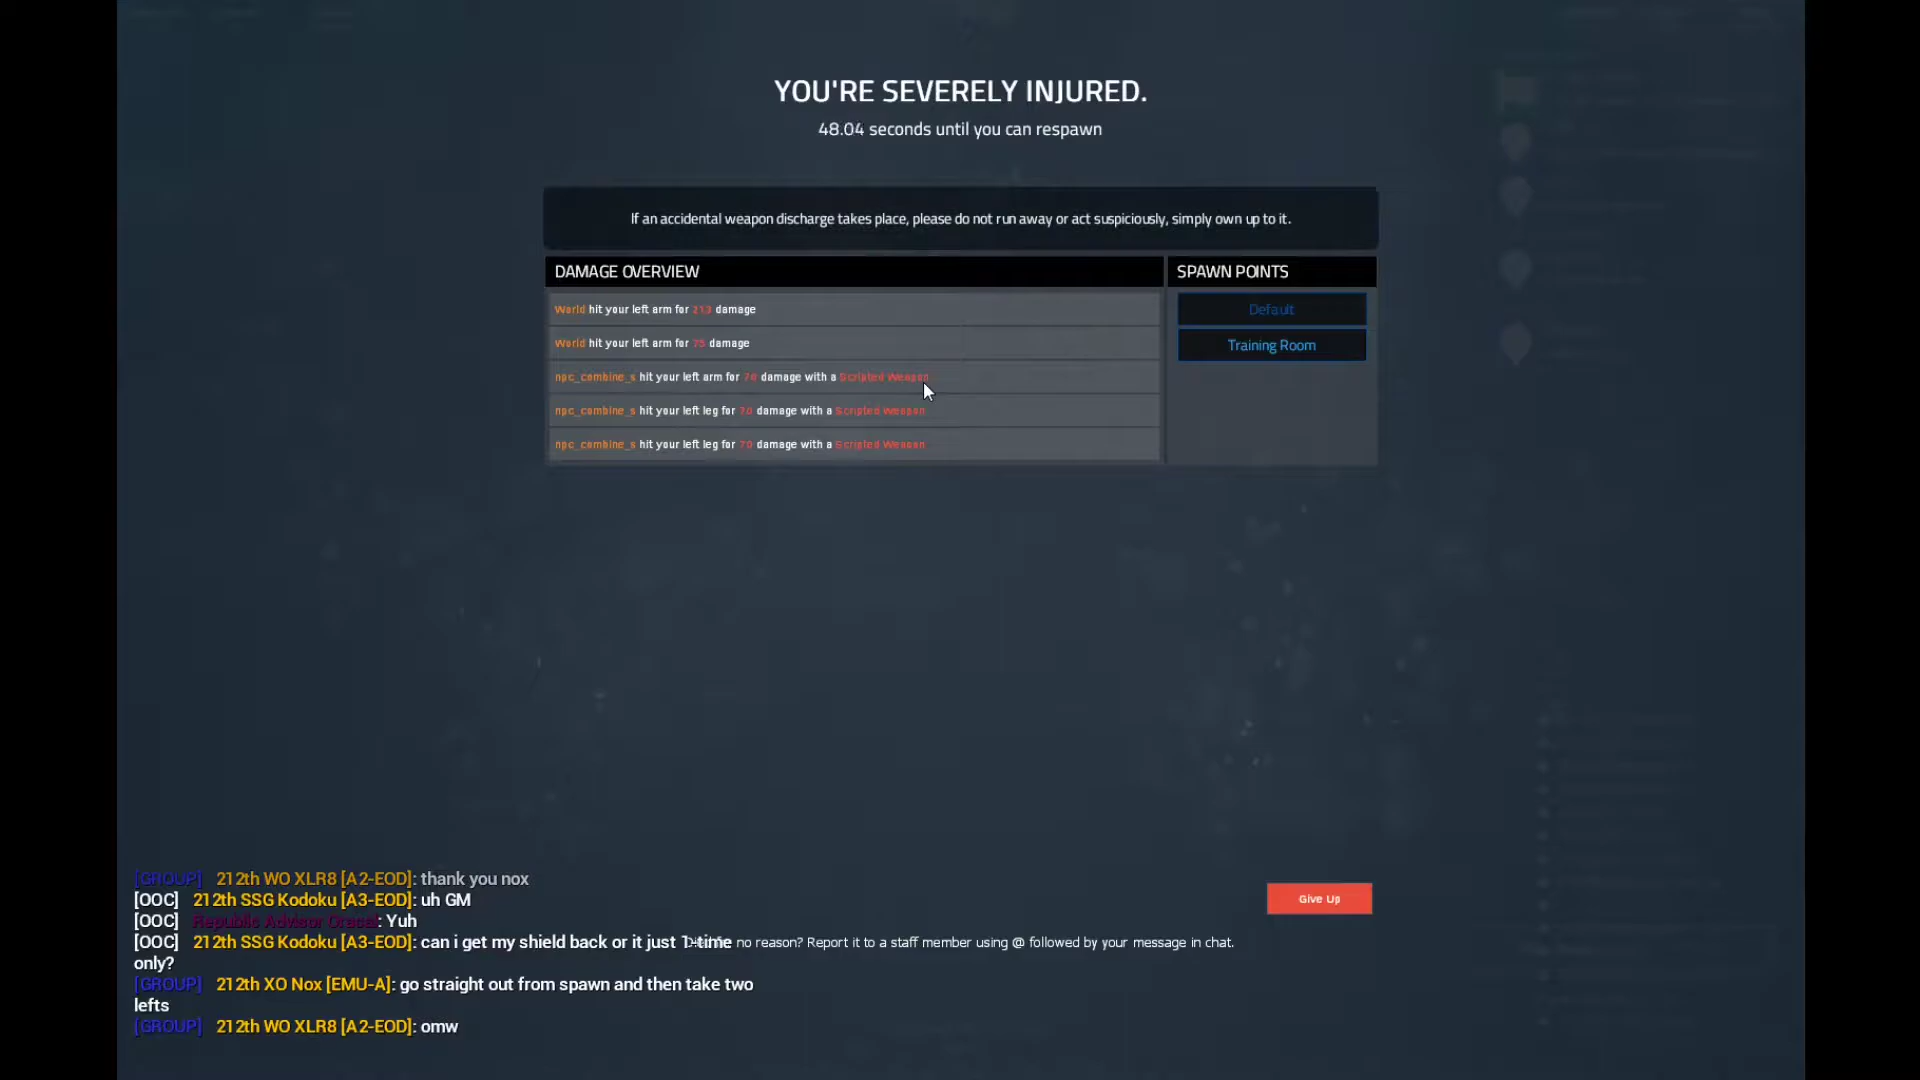 YOU'RE SEVERELY INJURED.
48.04 seconds until you can respawn
If an accidental weapon discharge takes place, please do not run away or act suspiciously, simply own up to it.
DAMAGE OVERVIEW
World hit your left arm for 213 damage
World hit your left arm for 75 damage
npc_combine_s hit your left arm for 70 damage with a Scripted Weapon
npc_combine_s hit your left leg for 70 damage with a Scripted Weapon
npc_combine_s hit your left leg for 70 damage with a Scripted Weapon
SPAWN POINTS
Default
Training Room
Give Up
[GROUP] 212th WO XLR8 [A2-EOD]: thank you nox
[OOC] 212th SSG Kodoku [A3-EOD]: uh GM
[OOC] Republic Advisor : Yuh
[OOC] 212th SSG Kodoku [A3-EOD]: can i get my shield back or it just 1 time
only?
no reason? Report it to a staff member using @ followed by your message in chat.
[GROUP] 212th XO Nox [EMU-A]: go straight out from spawn and then take two
lefts
[GROUP] 212th WO XLR8 [A2-EOD]: omw